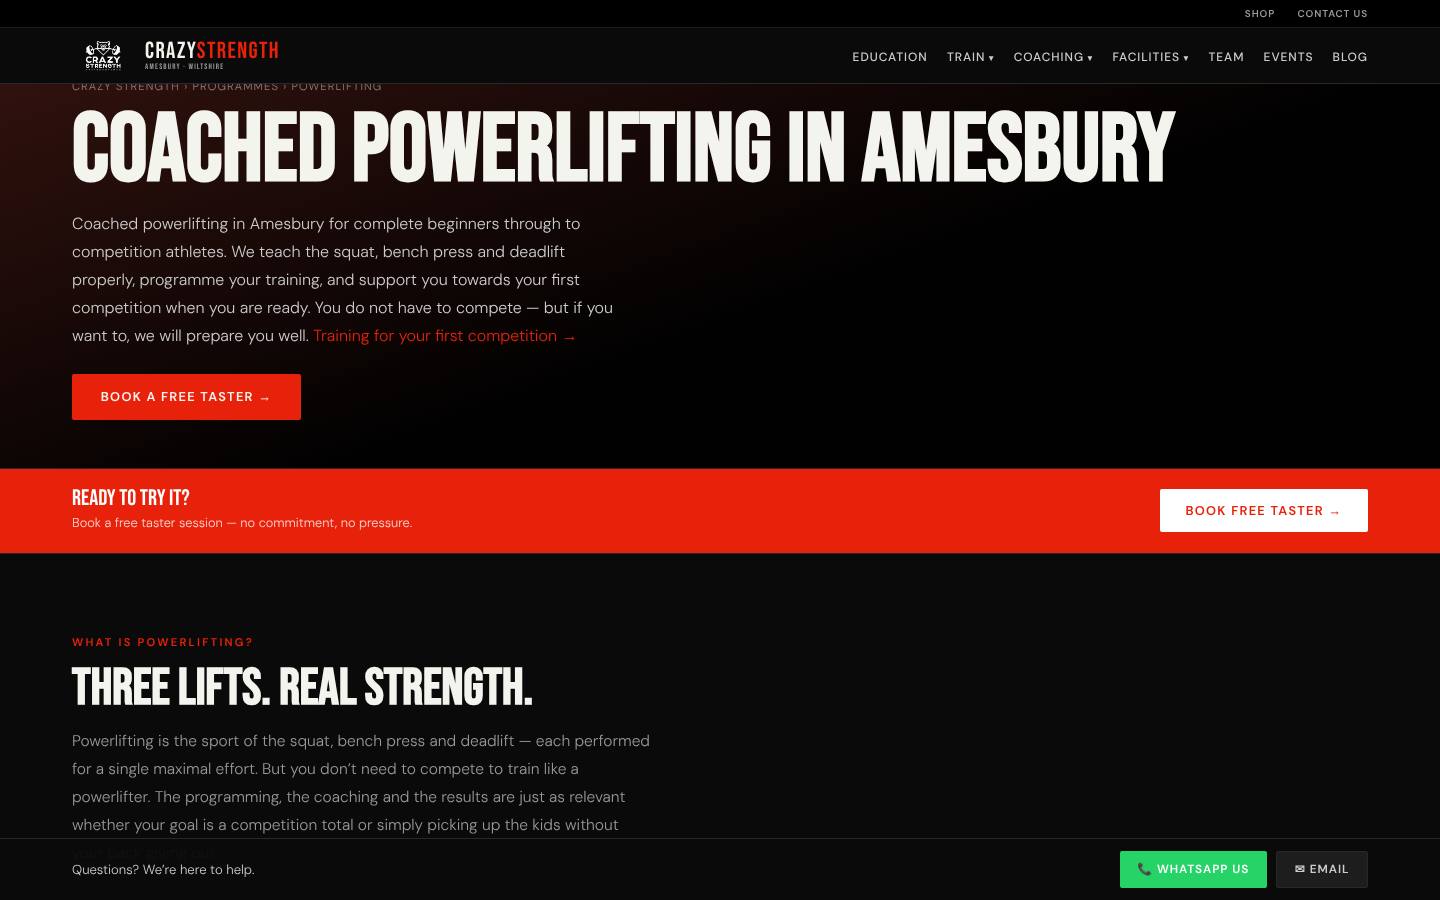 SHOP CONTACT US
CRAZY STRENGTH
CRAZYSTRENGTH
AMESBURY · WILTSHIRE
EDUCATION TRAIN ▾ COACHING ▾ FACILITIES ▾ TEAM EVENTS BLOG
CRAZY STRENGTH › PROGRAMMES › POWERLIFTING
COACHED POWERLIFTING IN AMESBURY
Coached powerlifting in Amesbury for complete beginners through to
competition athletes. We teach the squat, bench press and deadlift
properly, programme your training, and support you towards your first
competition when you are ready. You do not have to compete — but if you
want to, we will prepare you well. Training for your first competition →
BOOK A FREE TASTER →
READY TO TRY IT?
Book a free taster session — no commitment, no pressure.
BOOK FREE TASTER →
WHAT IS POWERLIFTING?
THREE LIFTS. REAL STRENGTH.
Powerlifting is the sport of the squat, bench press and deadlift — each performed
for a single maximal effort. But you don’t need to compete to train like a
powerlifter. The programming, the coaching and the results are just as relevant
whether your goal is a competition total or simply picking up the kids without
your back giving out.
Questions? We’re here to help.
📞 WHATSAPP US
✉ EMAIL